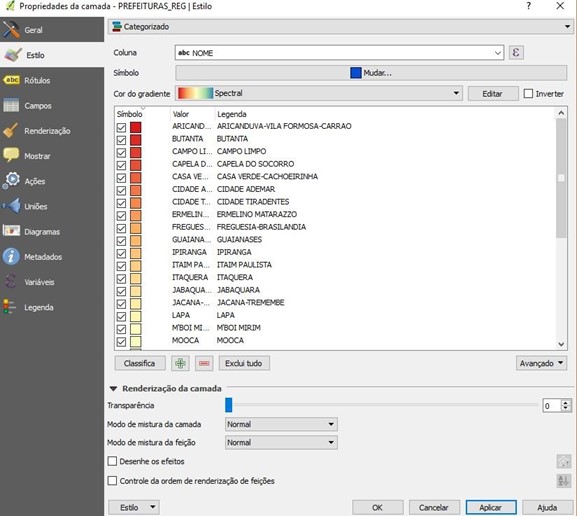 Propriedades da camada - PREFEITURAS_REG | Estilo
Geral
Estilo
abc Rótulos
Campos
Renderização
Mostrar
Ações
Uniões
Diagramas
Metadados
Variáveis
Legenda
Categorizado
Coluna abc NOME ε
Símbolo Mudar...
Cor do gradiente Spectral Editar Inverter
Símbolo Valor Legenda
ARICAND... ARICANDUVA-VILA FORMOSA-CARRAO
BUTANTA BUTANTA
CAMPO LI... CAMPO LIMPO
CAPELA D... CAPELA DO SOCORRO
CASA VE... CASA VERDE-CACHOEIRINHA
CIDADE A... CIDADE ADEMAR
CIDADE T... CIDADE TIRADENTES
ERMELIN... ERMELINO MATARAZZO
FREGUES... FREGUESIA-BRASILANDIA
GUAIANA... GUAIANASES
IPIRANGA IPIRANGA
ITAIM PA... ITAIM PAULISTA
ITAQUERA ITAQUERA
JABAQUA... JABAQUARA
JACANA-... JACANA-TREMEMBE
LAPA LAPA
M'BOI MI... M'BOI MIRIM
MOOCA MOOCA
Classifica Exclui tudo Avançado
Renderização da camada
Transparência 0
Modo de mistura da camada Normal
Modo de mistura da feição Normal
Desenhe os efeitos
Controle da ordem de renderização de feições
Estilo OK Cancelar Aplicar Ajuda